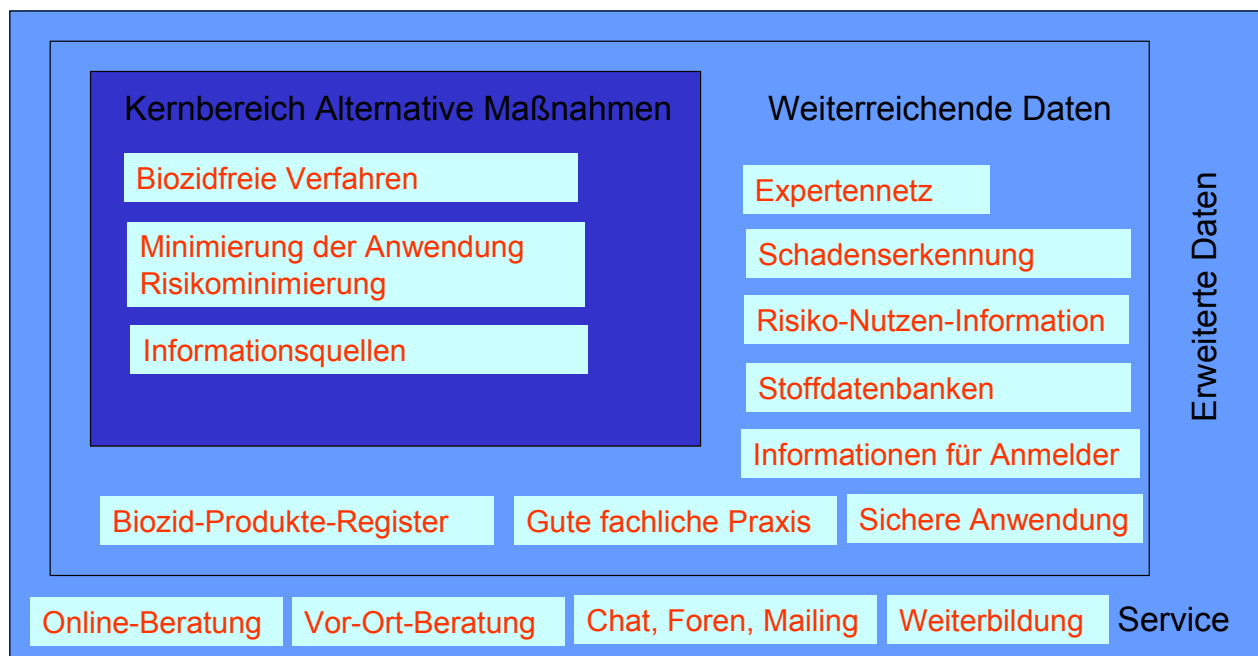 Kernbereich Alternative Maßnahmen
Biozidfreie Verfahren
Minimierung der Anwendung
Risikominimierung
Informationsquellen
Weiterreichende Daten
Expertennetz
Schadenserkennung
Risiko-Nutzen-Information
Stoffdatenbanken
Informationen für Anmelder
Biozid-Produkte-Register
Gute fachliche Praxis
Sichere Anwendung
Erweiterte Daten
Online-Beratung
Vor-Ort-Beratung
Chat, Foren, Mailing
Weiterbildung
Service